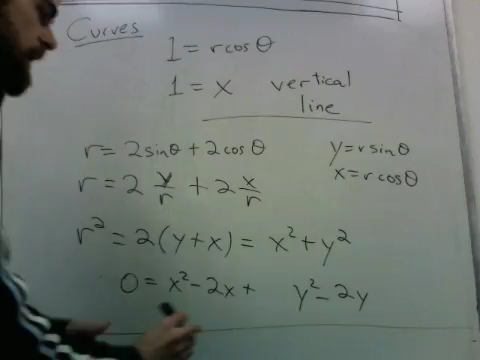 Curves
1 = r cos θ
1 = x vertical line
r = 2 sin θ + 2 cos θ y = r sin θ
r = 2 y/r + 2 x/r x = r cos θ
r² = 2(y+x) = x² + y²
0 = x² - 2x + y² - 2y